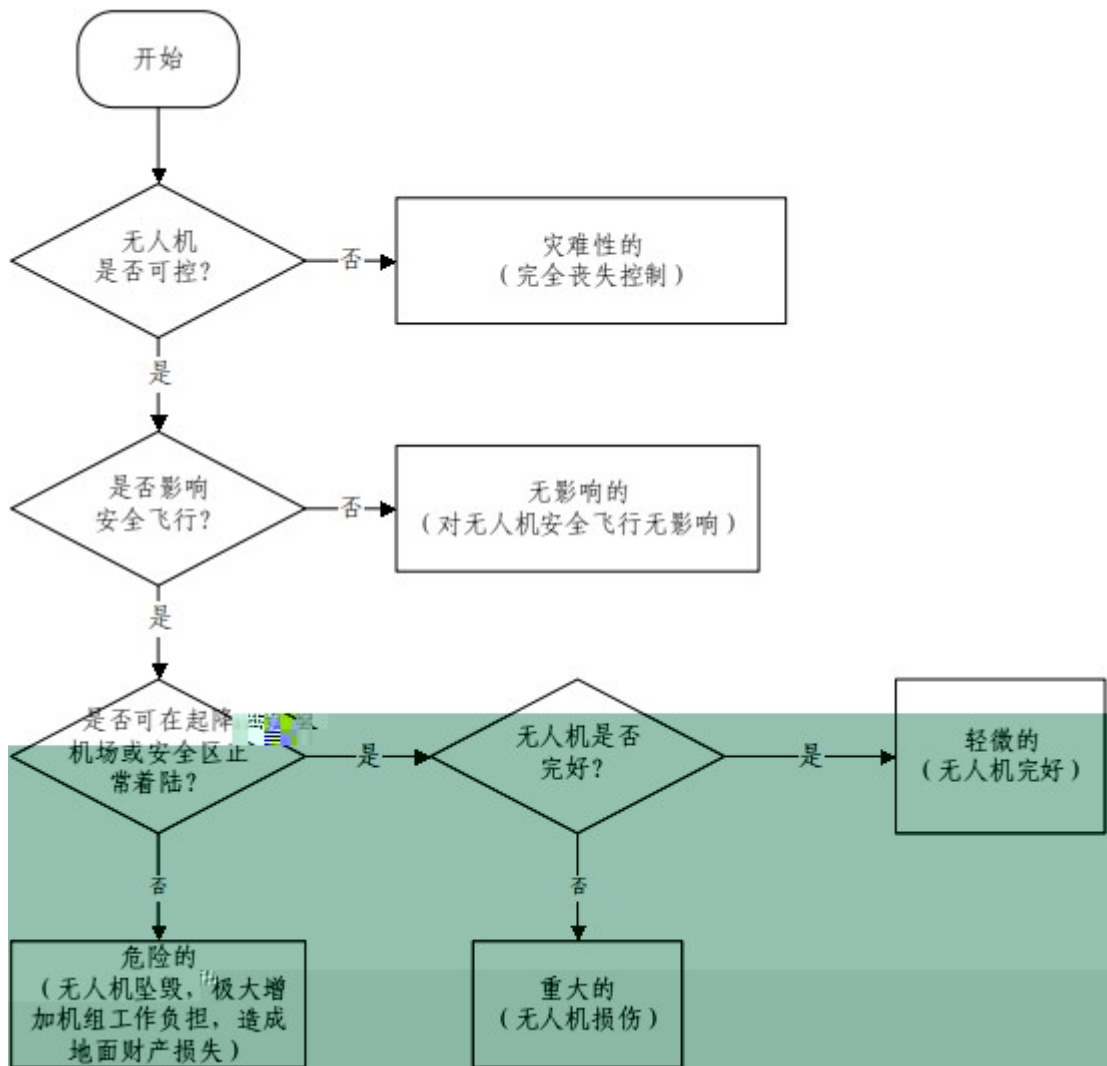 开始
无人机
是否可控?
否
灾难性的
(完全丧失控制)
是
是否影响
安全飞行?
否
无影响的
(对无人机安全飞行无影响)
是
是否可在起降
机场或安全区正
常着陆?
是
无人机是否
完好?
是
轻微的
(无人机完好)
否
否
危险的
(无人机坠毁,极大增
加机组工作负担,造成
地面财产损失)
重大的
(无人机损伤)